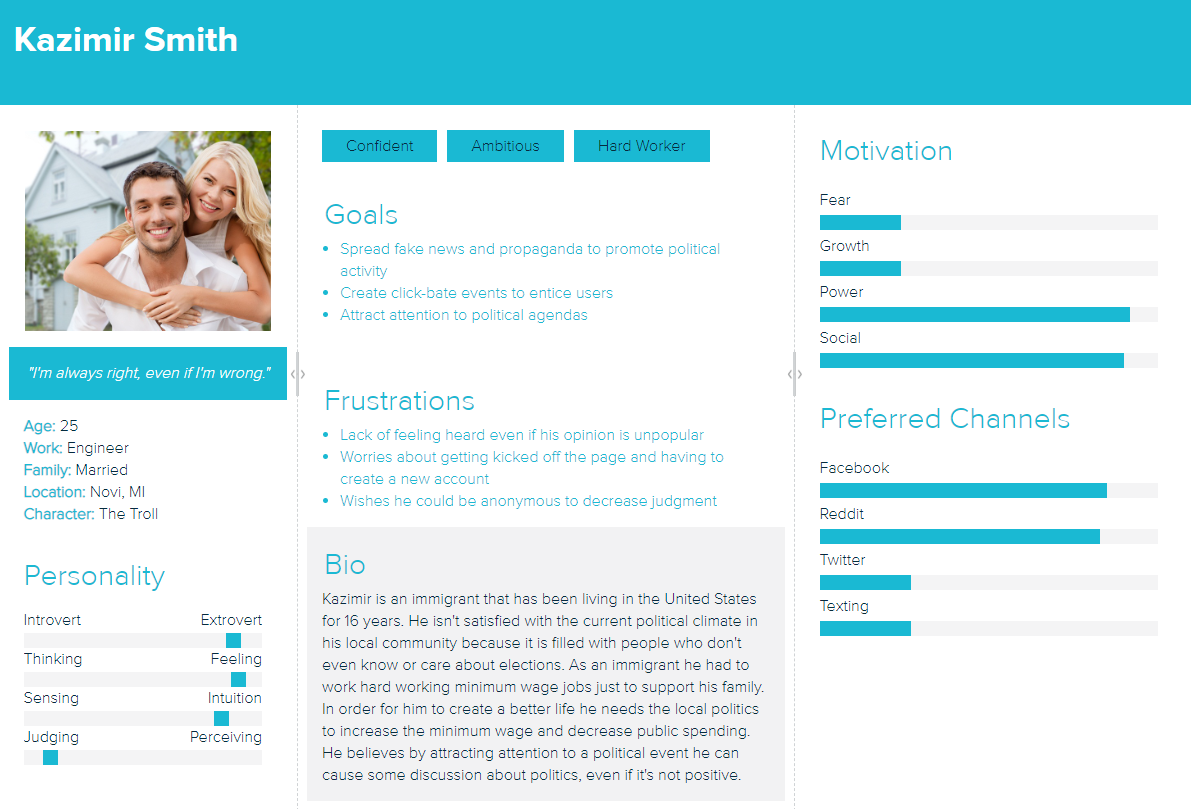 Kazimir Smith
"I'm always right, even if I'm wrong."
Age: 25
Work: Engineer
Family: Married
Location: Novi, MI
Character: The Troll
Personality
Introvert Extrovert
Thinking Feeling
Sensing Intuition
Judging Perceiving
Confident Ambitious Hard Worker
Goals
• Spread fake news and propaganda to promote political
activity
• Create click-bate events to entice users
• Attract attention to political agendas
Frustrations
• Lack of feeling heard even if his opinion is unpopular
• Worries about getting kicked off the page and having to
create a new account
• Wishes he could be anonymous to decrease judgment
Bio
Kazimir is an immigrant that has been living in the United States
for 16 years. He isn't satisfied with the current political climate in
his local community because it is filled with people who don't
even know or care about elections. As an immigrant he had to
work hard working minimum wage jobs just to support his family.
In order for him to create a better life he needs the local politics
to increase the minimum wage and decrease public spending.
He believes by attracting attention to a political event he can
cause some discussion about politics, even if it's not positive.
Motivation
Fear
Growth
Power
Social
Preferred Channels
Facebook
Reddit
Twitter
Texting